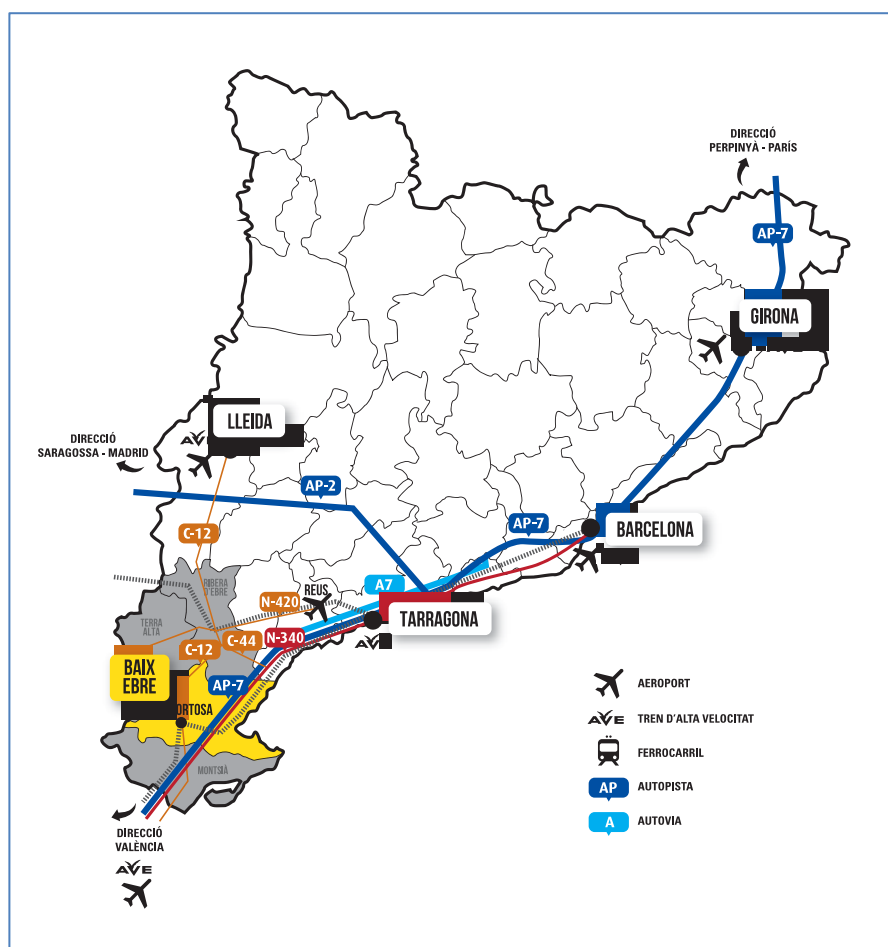 DIRECCIÓ
PERPINYÀ - PARÍS
AP-7
GIRONA
LLEIDA
DIRECCIÓ
SARAGOSSA - MADRID
AVE
AP-2
AP-7
BARCELONA
C-12
RIBERA
D'EBRE
A7
REUS
N-420
TERRA
ALTA
TARRAGONA
N-340
C-44
C-12
AVE
BAIX
EBRE
AP-7
MONTSIÀ
DIRECCIÓ
VALÈNCIA
AVE
AEROPORT
AVE TREN D'ALTA VELOCITAT
FERROCARRIL
AP AUTOPISTA
A AUTOVIA